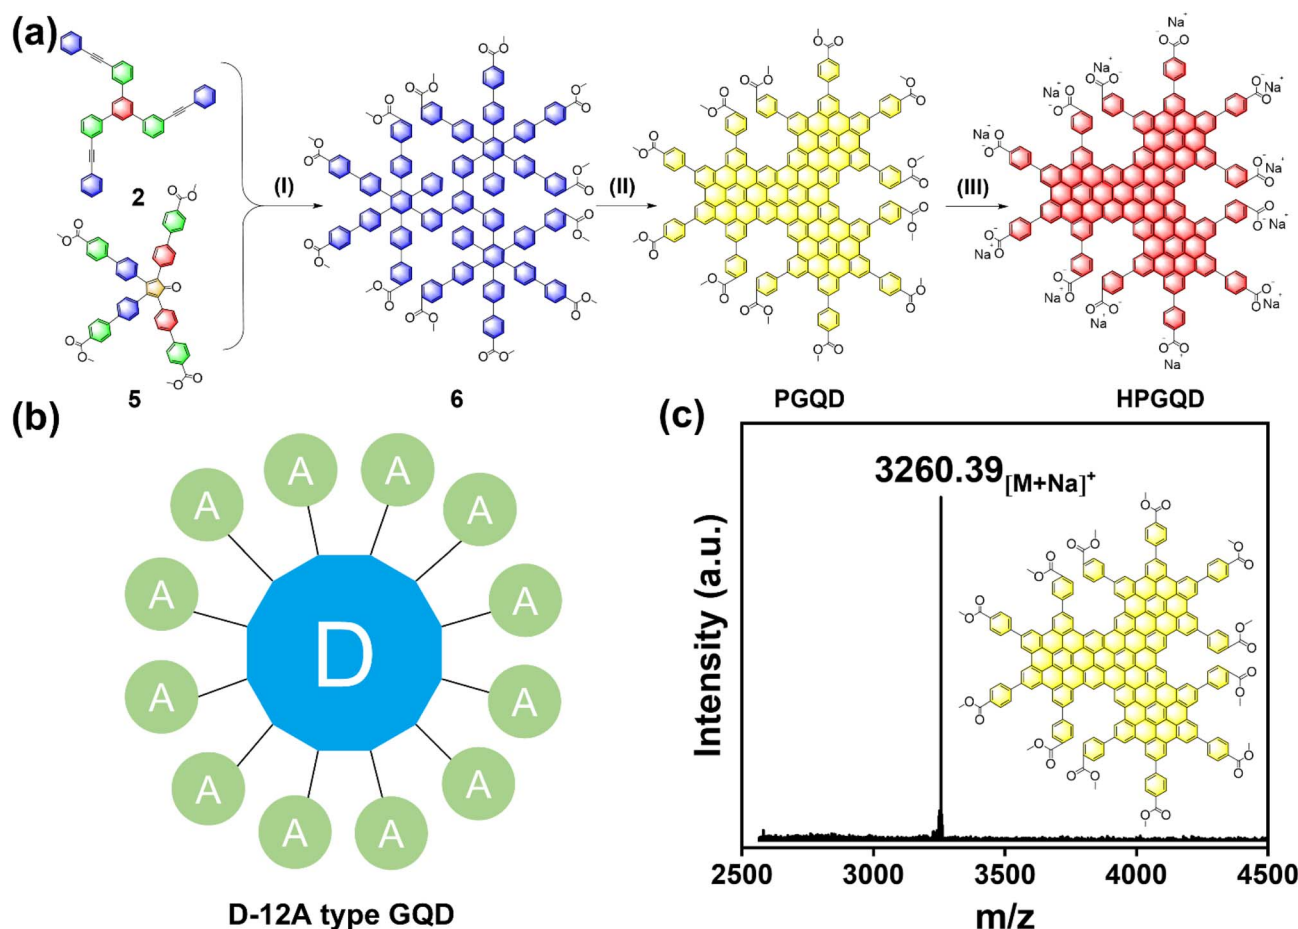 (a)
2
5
(I)
6
(II)
PGQD
(III)
HPGQD
(b)
A A
A A
A A
D
A A
A A
A A
D-12A type GQD
(c)
3260.39[M+Na]+
Intensity (a.u.)
2500 3000 3500 4000 4500
m/z